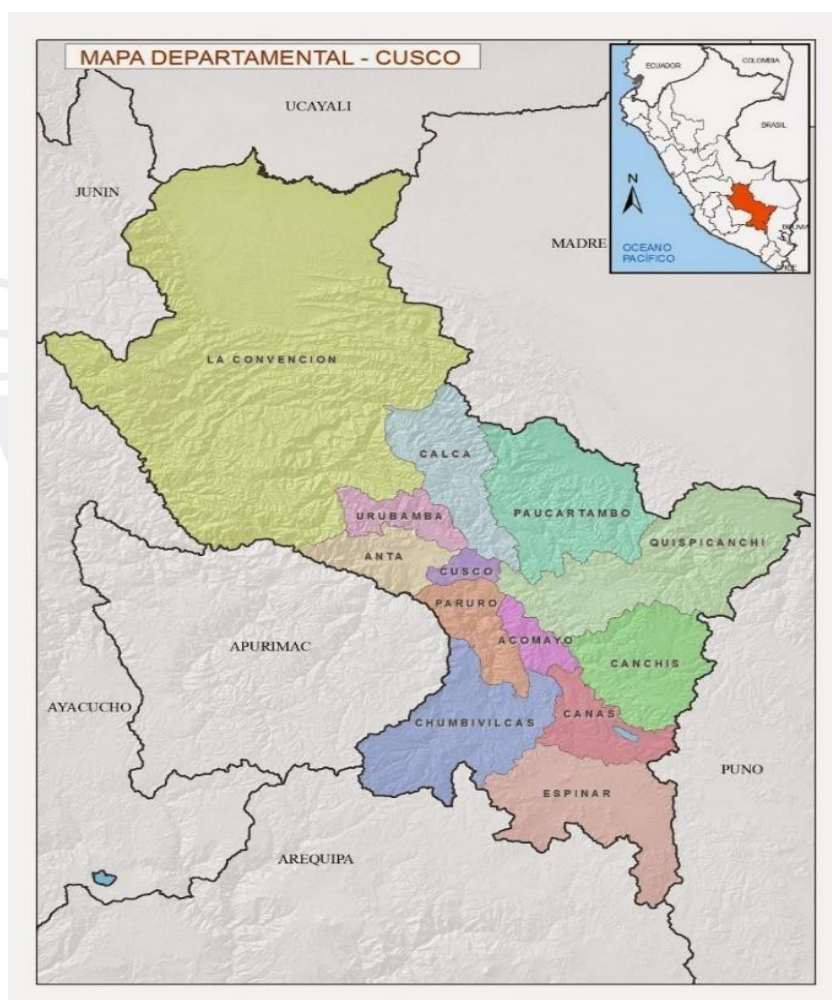 MAPA DEPARTAMENTAL - CUSCO
UCAYALI
JUNIN
MADRE
ECUADOR
COLOMBIA
BRASIL
N
OCEANO
PACÍFICO
LA CONVENCION
CALCA
PAUCARTAMBO
URUBAMBA
QUISPICANCHI
ANTA
CUSCO
PARURO
ACOMAYO
APURIMAC
CANCHIS
AYACUCHO
CHUMBIVILCAS
CANAS
PUNO
ESPINAR
AREQUIPA